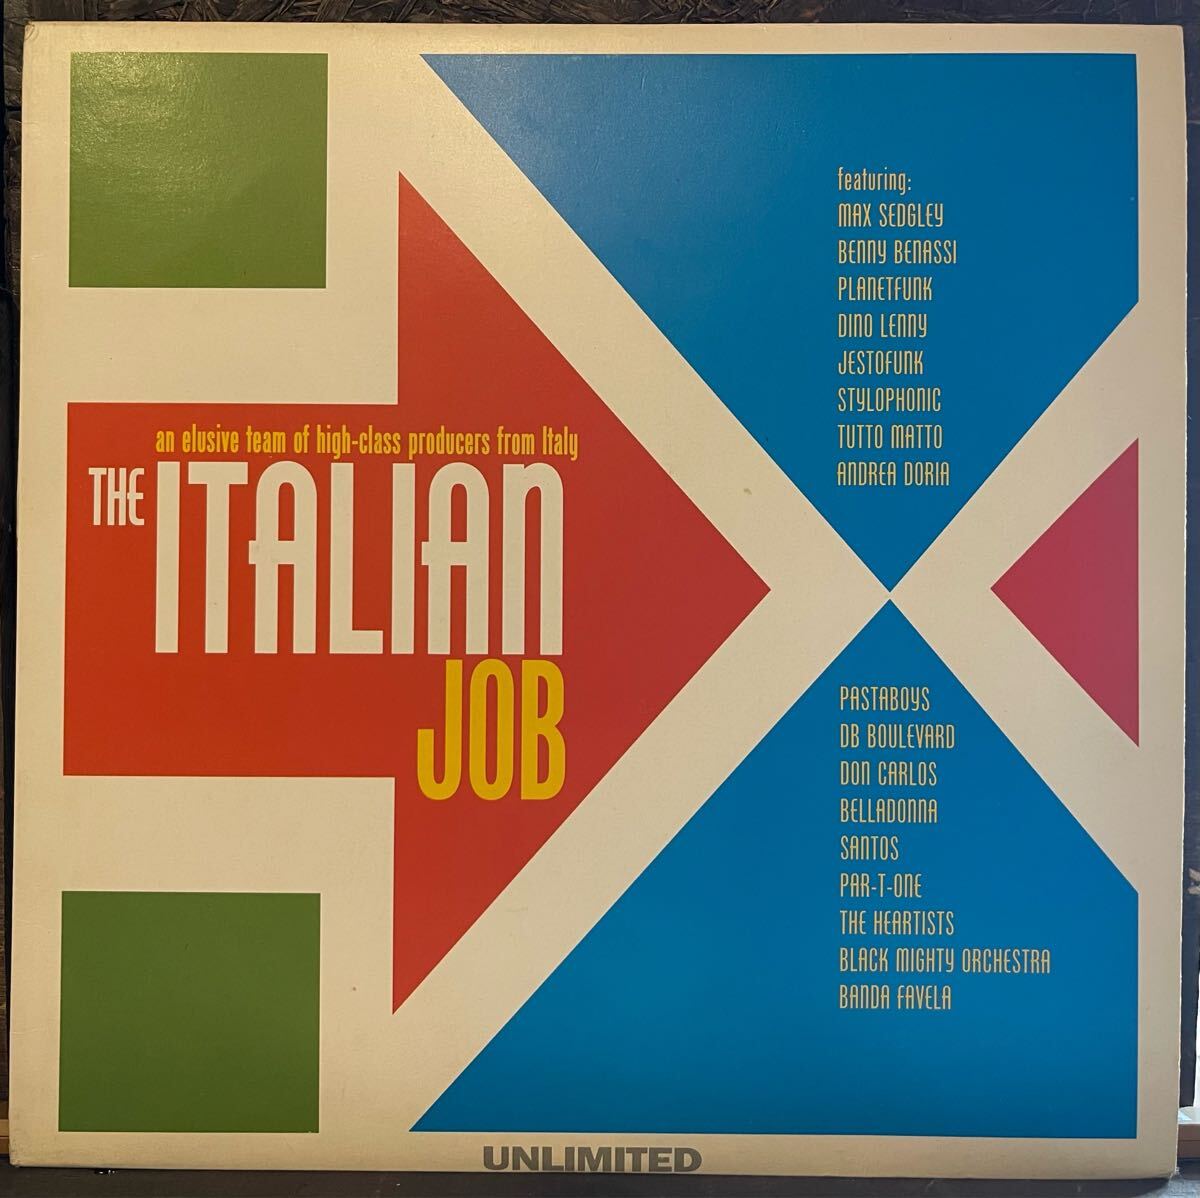 an elusive team of high-class producers from Italy
THE ITALIAN
JOB
featuring:
MAX SEDGLEY
BENNY BENASSI
PLANETFUNK
DINO LENNY
JESTOFUNK
STYLOPHONIC
TUTTO MATTO
ANDREA DORIA
PASTABOYS
DB BOULEVARD
DON CARLOS
BELLADONNA
SANTOS
PAR-T-ONE
THE HEARTISTS
BLACK MIGHTY ORCHESTRA
BANDA FAVELA
UNLIMITED